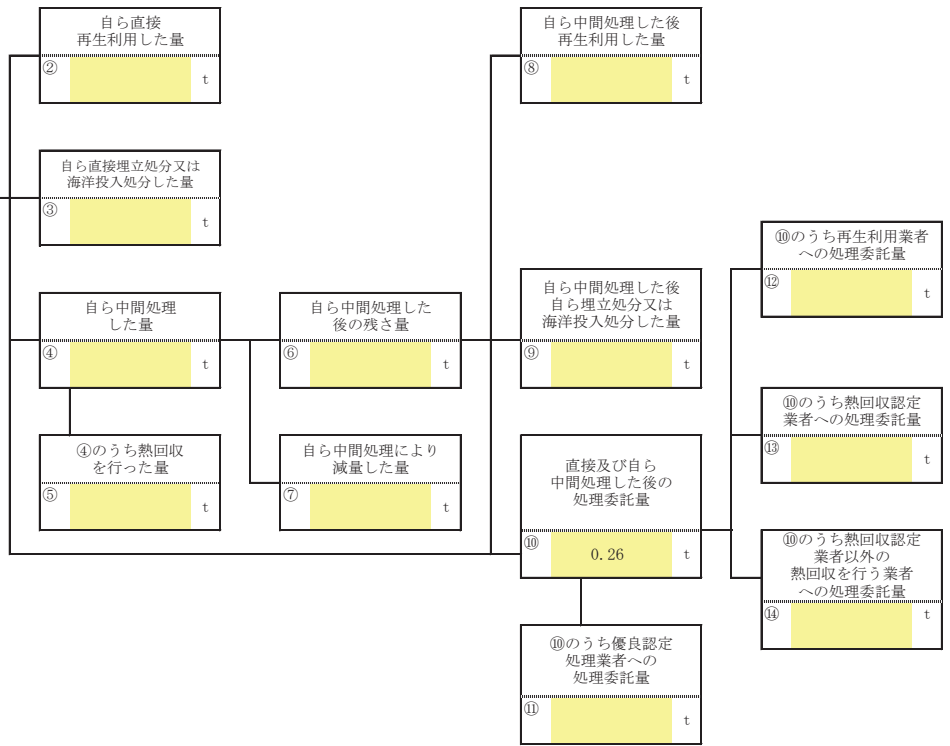 自ら直接
再生利用した量
② t
自ら直接埋立処分又は
海洋投入処分した量
③ t
自ら中間処理
した量
④ t
④のうち熱回収
を行った量
⑤ t
自ら中間処理した
後の残さ量
⑥ t
自ら中間処理により
減量した量
⑦ t
自ら中間処理した後
再生利用した量
⑧ t
自ら中間処理した後
自ら埋立処分又は
海洋投入処分した量
⑨ t
直接及び自ら
中間処理した後の
処理委託量
⑩ 0.26 t
⑩のうち優良認定
処理業者への
処理委託量
⑪ t
⑩のうち再生利用業者
への処理委託量
⑫ t
⑩のうち熱回収認定
業者への処理委託量
⑬ t
⑩のうち熱回収認定
業者以外の
熱回収を行う業者
への処理委託量
⑭ t